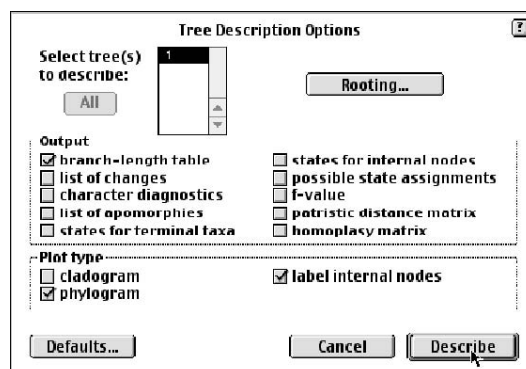 Tree Description Options
?
Select tree(s)
to describe:
1
All
Rooting...
Output
branch-length table
list of changes
character diagnostics
list of apomorphies
states for terminal taxa
states for internal nodes
possible state assignments
f-value
patristic distance matrix
homoplasy matrix
Plot type
cladogram
phylogram
label internal nodes
Defaults...
Cancel
Describe